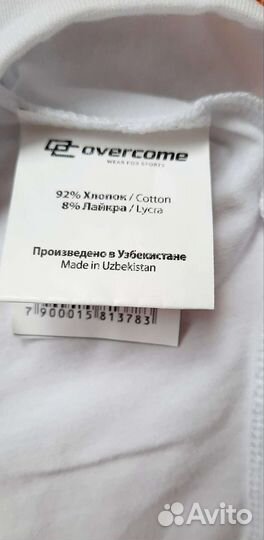 overcome
WEAR FOR SPORTS
92% Хлопок / Cotton
8% Лайкра / Lycra
Произведено в Узбекистане
Made in Uzbekistan
7 900015 813783
Avito